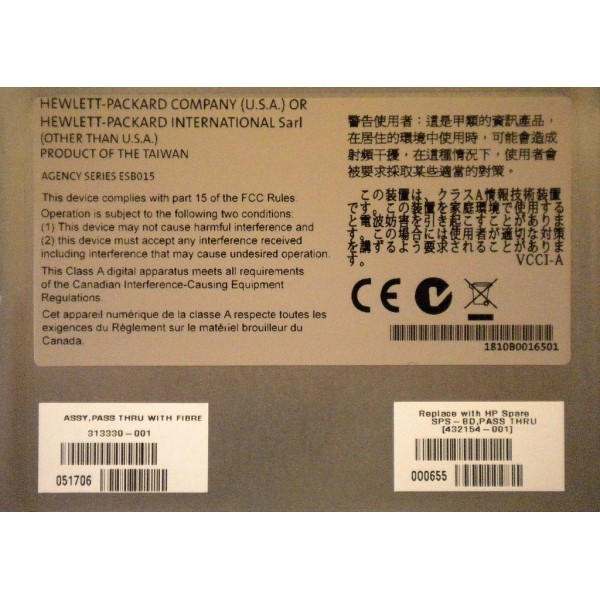 HEWLETT-PACKARD COMPANY (U.S.A.) OR
HEWLETT-PACKARD INTERNATIONAL Sarl
(OTHER THAN U.S.A.)
PRODUCT OF THE TAIWAN
AGENCY SERIES ESB015
This device complies with part 15 of the FCC Rules.
Operation is subject to the following two conditions:
(1) This device may not cause harmful interference and
(2) this device must accept any interference received
including interference that may cause undesired operation.
This Class A digital apparatus meets all requirements
of the Canadian Interference-Causing Equipment
Regulations.
Cet appareil numérique de la classe A respecte toutes les
exigences du Règlement sur le matériel brouilleur du
Canada.
警告使用者：這是甲類的資訊產品，
在居住的環境中使用時，可能會造成
射頻干擾，在這種情況下，使用者會
被要求採取某些適當的對策。
この装置は、クラスA情報技術装置
です。この装置を家庭環境で使用する
と電波妨害を引き起こすことがありま
す。この場合には使用者が適切な対策
を講ずるよう要求されることがあります。
VCCI-A
CE
1810B0016501
ASSY,PASS THRU WITH FIBRE
313330-001
051706
Replace with HP Spare
SPS-BD,PASS THRU
[432154-001]
000655